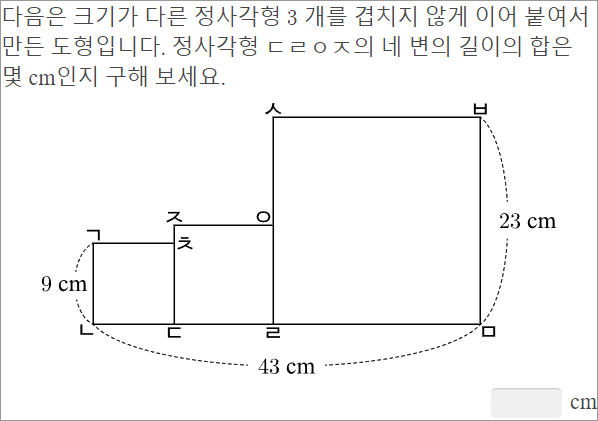 다음은 크기가 다른 정사각형 3 개를 겹치지 않게 이어 붙여서
만든 도형입니다. 정사각형 ㄷㄹㅇㅈ의 네 변의 길이의 합은
몇 cm인지 구해 보세요.
ㅅ ㅂ
ㅈ ㅇ
ㄱ ㅊ
23 cm
9 cm
ㄴ ㄷ ㄹ ㅁ
43 cm
cm